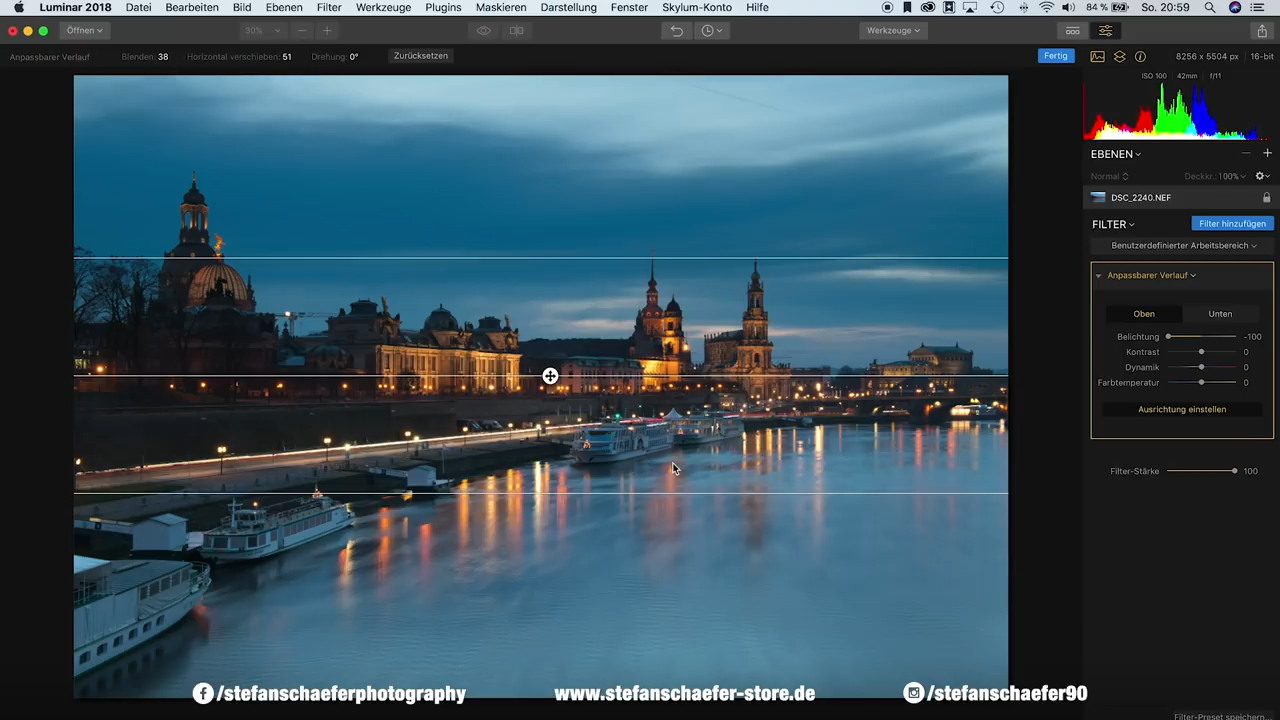 Luminar 2018 Datei Bearbeiten Bild Ebenen Filter Werkzeuge Plugins Maskieren Darstellung Fenster Skylum-Konto Hilfe 84 % So. 20:59
Öffnen 30% Werkzeuge
Anpassbarer Verlauf Blenden: 38 Horizontal verschieben: 51 Drehung: 0° Zurücksetzen Fertig 8256 x 5504 px 16-bit
ISO 100 42mm f/11
EBENEN
Normal Deckkr.: 100%
DSC_2240.NEF
FILTER Filter hinzufügen
Benutzerdefinierter Arbeitsbereich
Anpassbarer Verlauf
Oben Unten
Belichtung -100
Kontrast 0
Dynamik 0
Farbtemperatur 0
Ausrichtung einstellen
Filter-Stärke 100
/stefanschaeferphotography www.stefanschaefer-store.de /stefanschaefer90
Filter-Preset speichern...